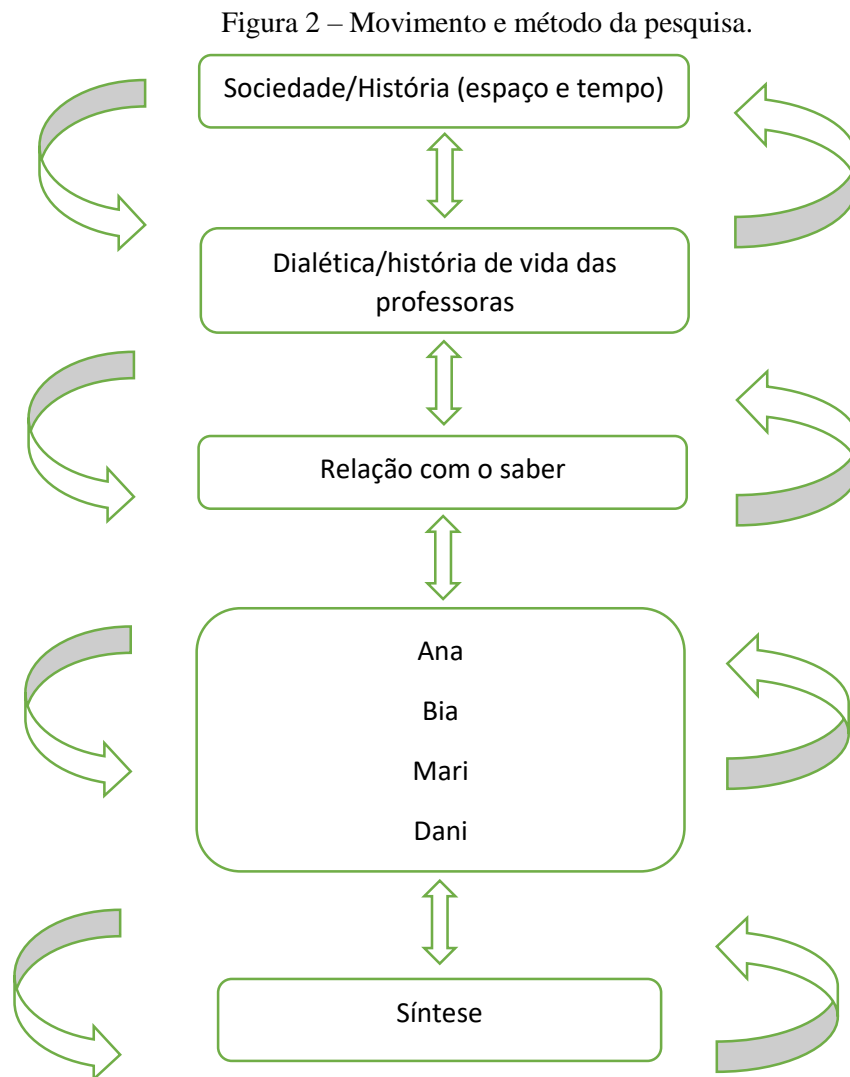 Figura 2 – Movimento e método da pesquisa.
Sociedade/História (espaço e tempo)
Dialética/história de vida das
professoras
Relação com o saber
Ana
Bia
Mari
Dani
Síntese